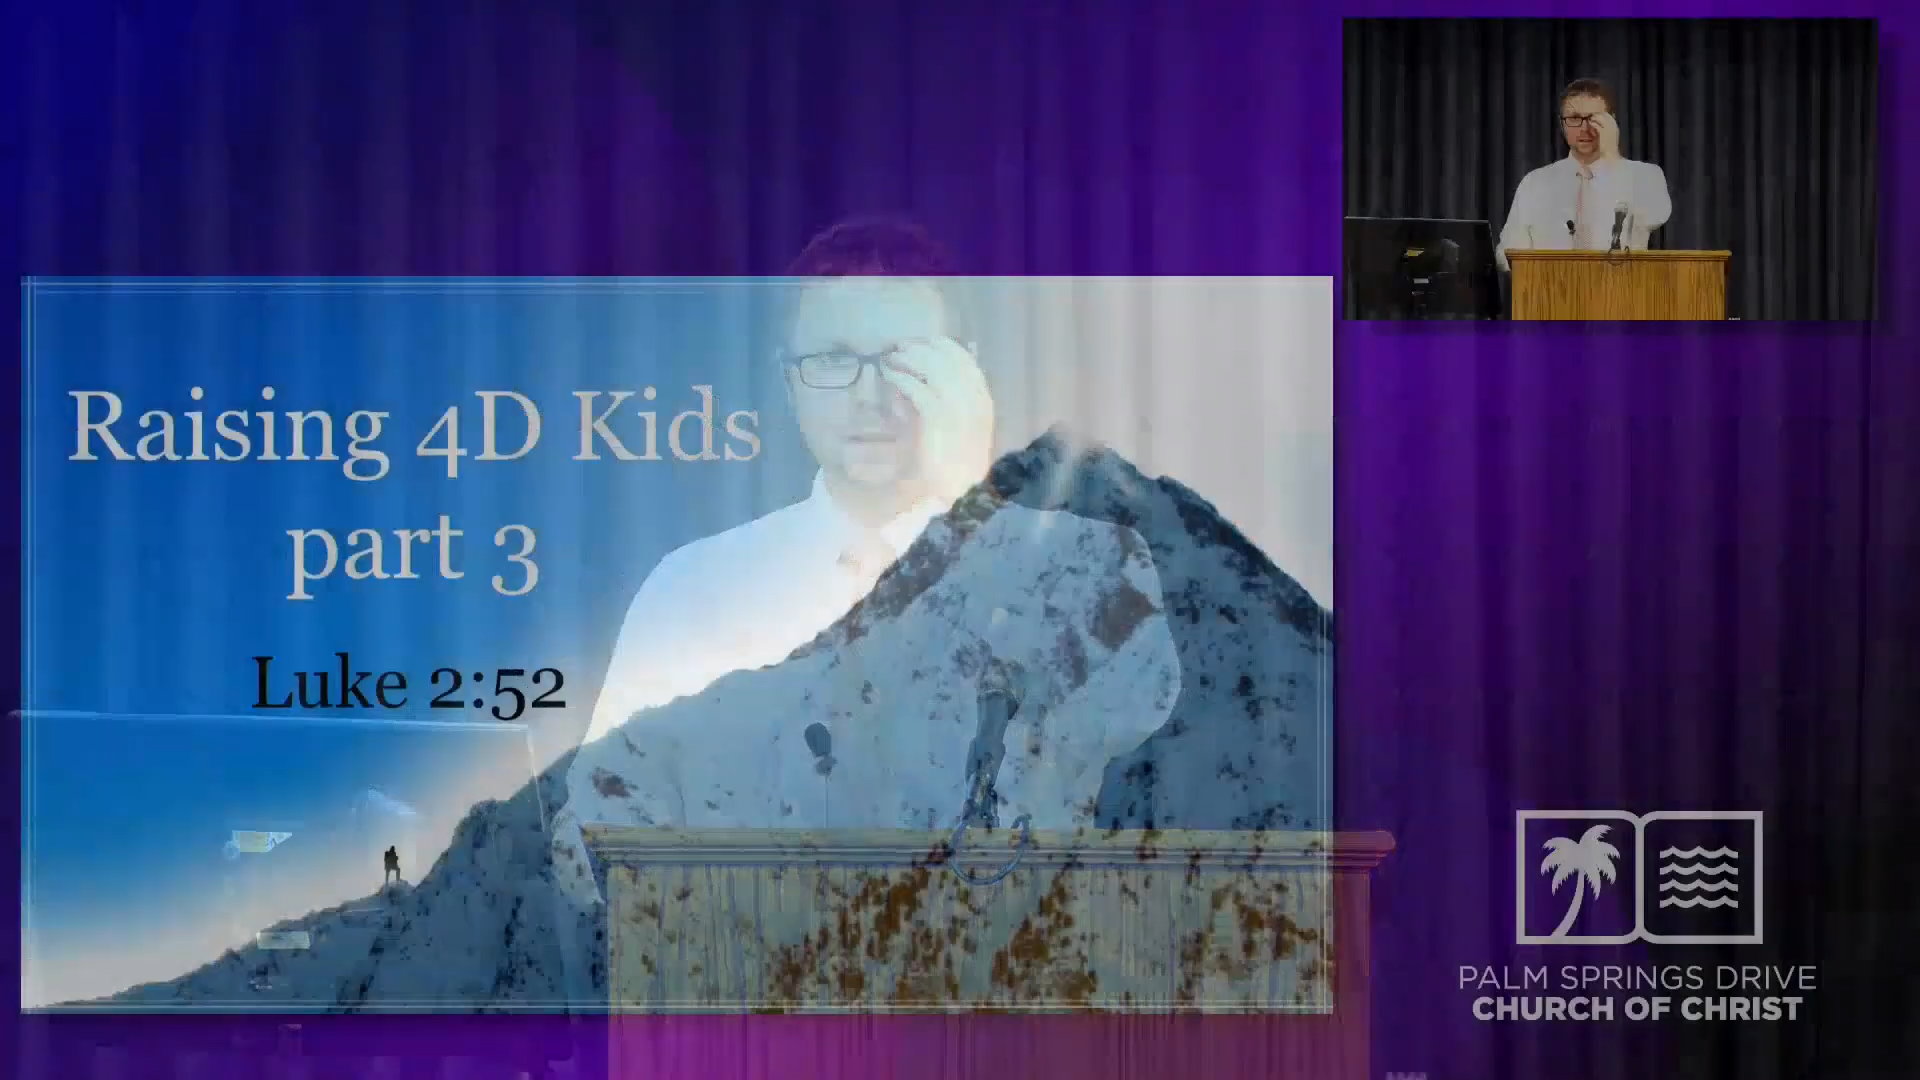 Raising 4D Kids
part 3
Luke 2:52
PALM SPRINGS DRIVE
CHURCH OF CHRIST